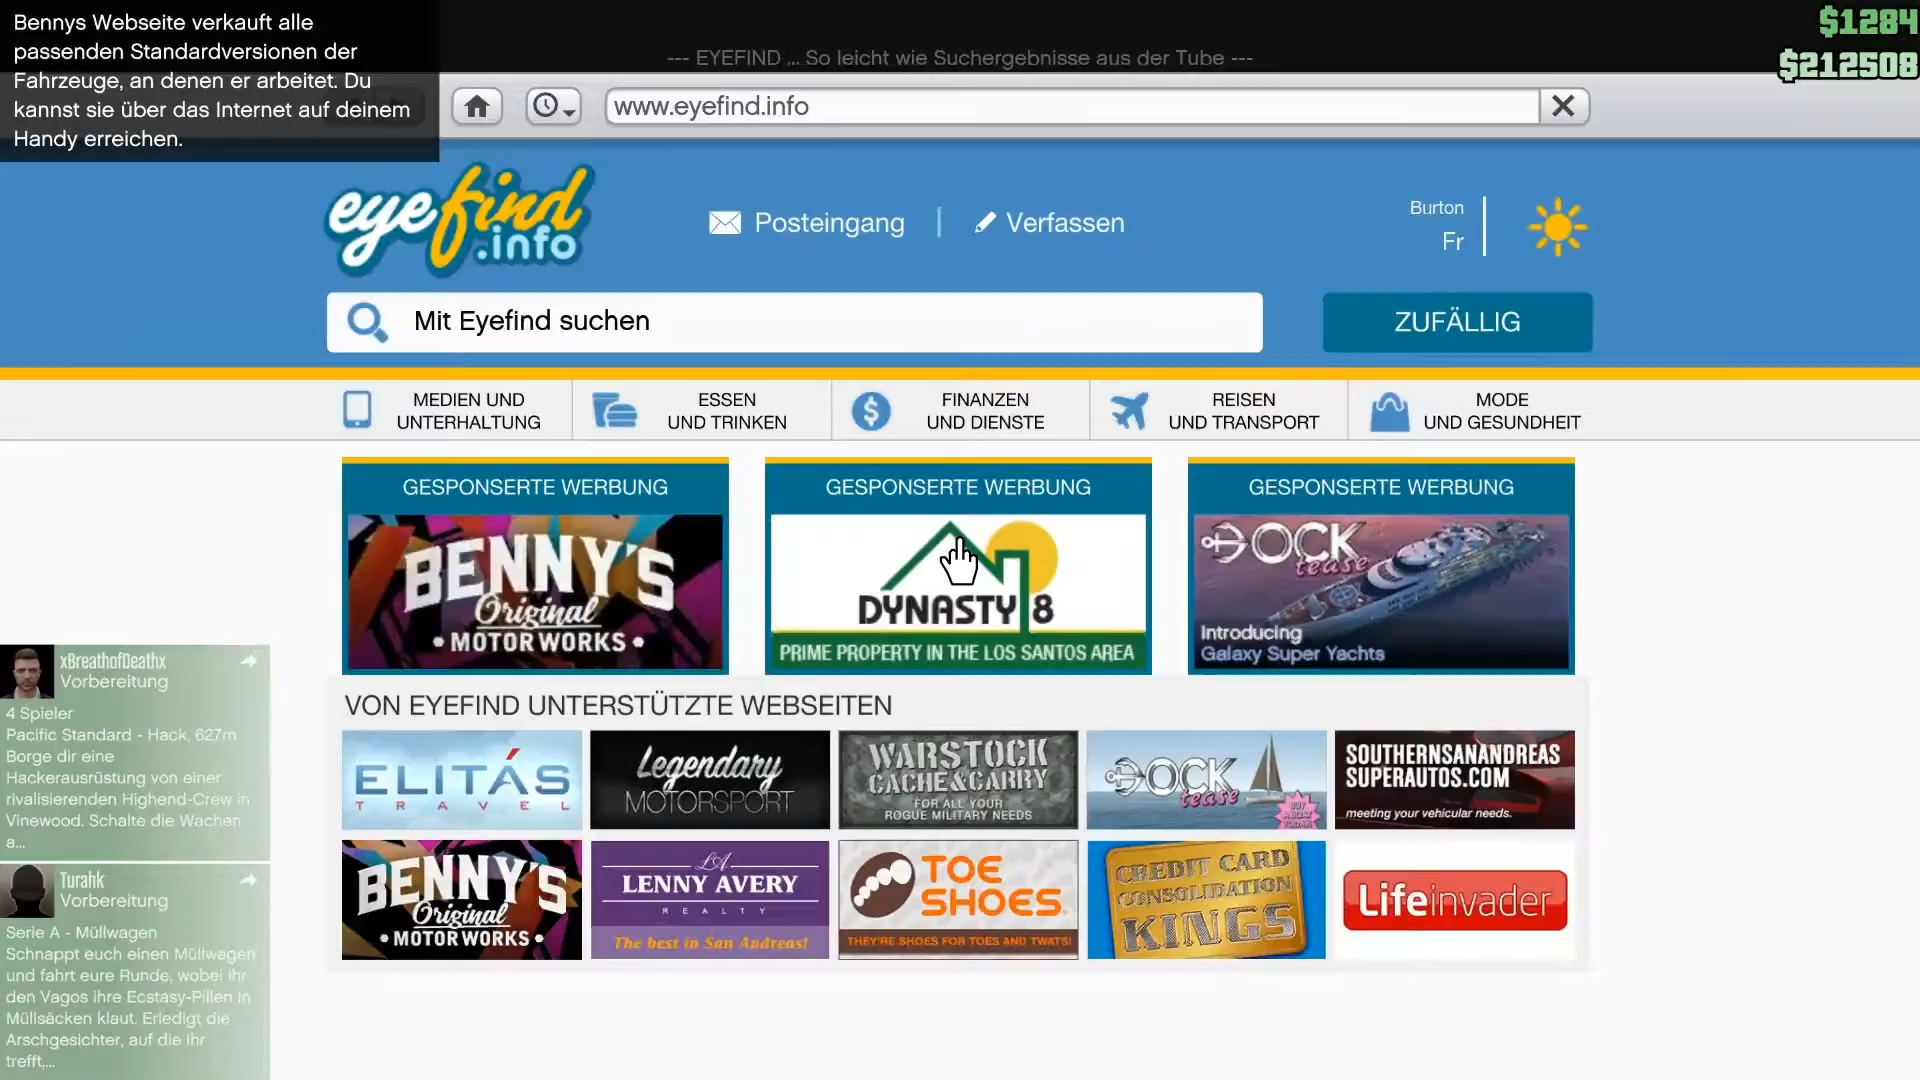 Bennys Webseite verkauft alle
passenden Standardversionen der
Fahrzeuge, an denen er arbeitet. Du
kannst sie über das Internet auf deinem
Handy erreichen.
--- EYEFIND ... So leicht wie Suchergebnisse aus der Tube ---
$1284
$212508
www.eyefind.info
eyefind
.info
Posteingang
Verfassen
Burton
Fr
Mit Eyefind suchen
ZUFÄLLIG
MEDIEN UND
UNTERHALTUNG
ESSEN
UND TRINKEN
FINANZEN
UND DIENSTE
REISEN
UND TRANSPORT
MODE
UND GESUNDHEIT
GESPONSERTE WERBUNG
BENNY'S
Original
• MOTOR WORKS •
GESPONSERTE WERBUNG
DYNASTY 8
PRIME PROPERTY IN THE LOS SANTOS AREA
GESPONSERTE WERBUNG
DOCK
tease
Introducing
Galaxy Super Yachts
VON EYEFIND UNTERSTÜTZTE WEBSEITEN
ELITÁS
TRAVEL
Legendary
MOTORSPORT
WARSTOCK
CACHE&CARRY
FOR ALL YOUR
ROGUE MILITARY NEEDS
DOCK
tease
BUY
A BOAT
TODAY!
SOUTHERNSANANDREAS
SUPERAUTOS.COM
meeting your vehicular needs.
BENNY'S
Original
• MOTOR WORKS •
LA
LENNY AVERY
REALTY
The best in San Andreas!
TOE
SHOES
THEY'RE SHOES FOR TOES AND TWATS!
CREDIT CARD
CONSOLIDATION
KINGS
Lifeinvader
xBreathofDeathx
Vorbereitung
4 Spieler
Pacific Standard - Hack, 627m
Borge dir eine
Hackerausrüstung von einer
rivalisierenden Highend-Crew in
Vinewood. Schalte die Wachen
a...
Turahk
Vorbereitung
Serie A - Müllwagen
Schnappt euch einen Müllwagen
und fahrt eure Runde, wobei ihr
den Vagos ihre Ecstasy-Pillen in
Müllsäcken klaut. Erledigt die
Arschgesichter, auf die ihr
trefft,...